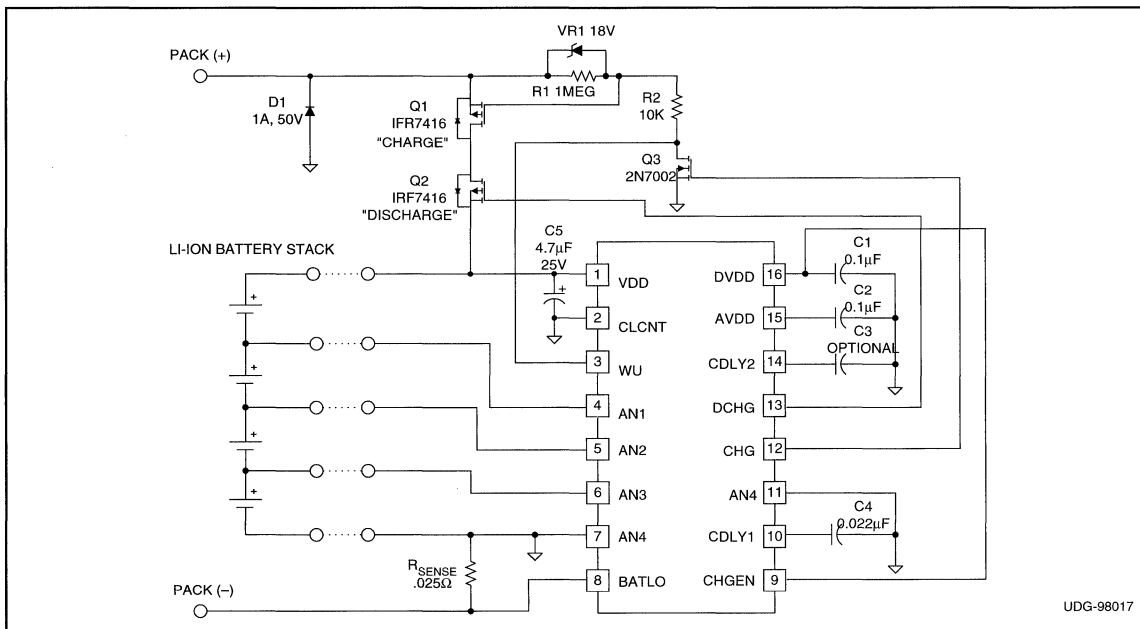 VR1 18V
PACK (+)
R1 1MEG
D1
1A, 50V
Q1
IFR7416
"CHARGE"
R2
10K
Q3
2N7002
Q2
IRF7416
"DISCHARGE"
C5
4.7µF
25V
LI-ION BATTERY STACK
C1
0.1µF
C2
0.1µF
C3
OPTIONAL
1 VDD
DVDD 16
2 CLCNT
AVDD 15
3 WU
CDLY2 14
4 AN1
DCHG 13
5 AN2
CHG 12
6 AN3
AN4 11
C4
0.022µF
7 AN4
CDLY1 10
8 BATLO
CHGEN 9
RSENSE
.025Ω
PACK (–)
+
+
+
+
+
UDG-98017